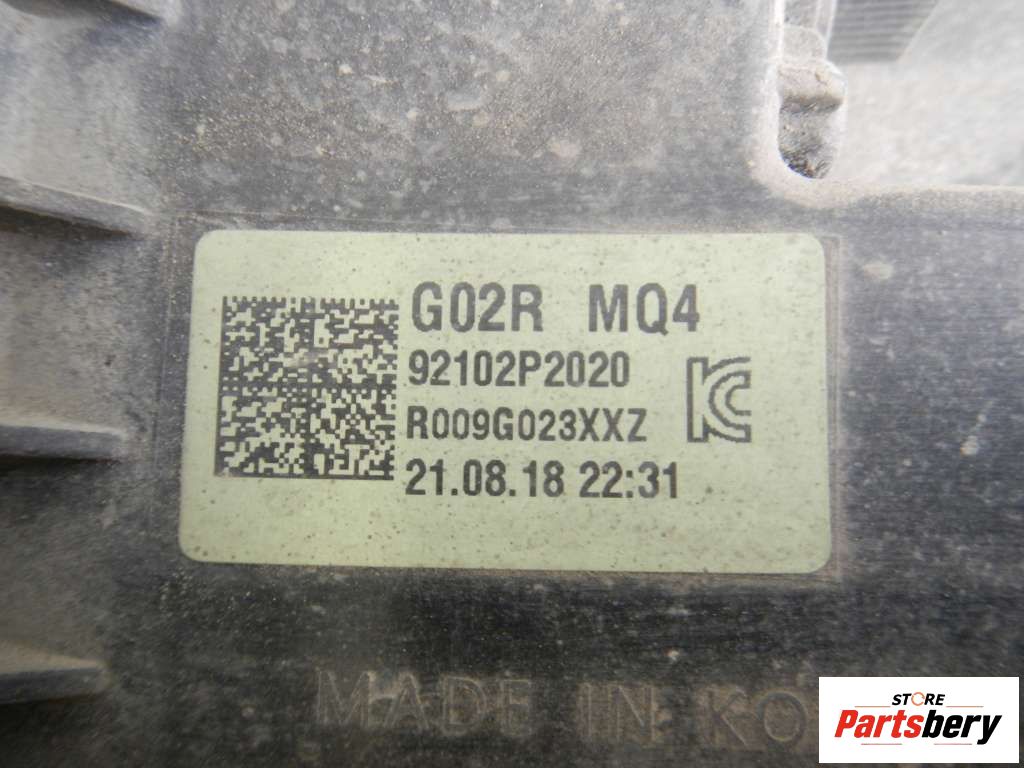 G02R MQ4
92102P2020
R009G023XXZ
21.08.18 22:31
MADE IN KO
STORE
Partsbery